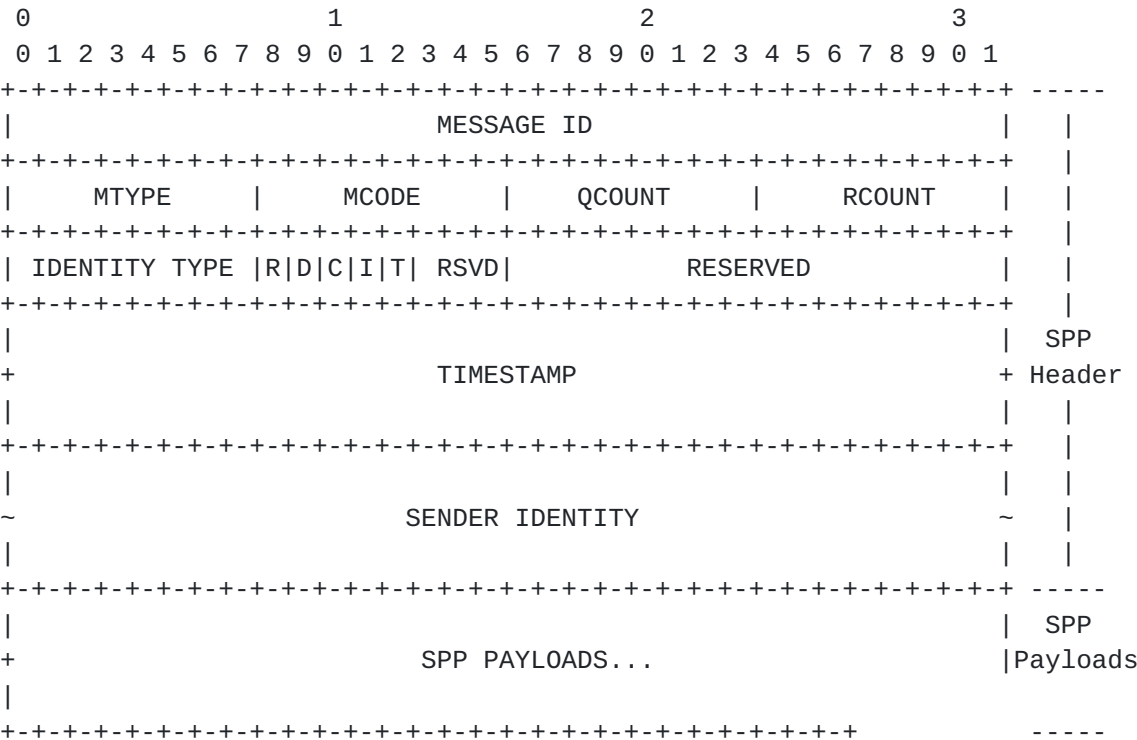 0                   1                   2                   3
 0 1 2 3 4 5 6 7 8 9 0 1 2 3 4 5 6 7 8 9 0 1 2 3 4 5 6 7 8 9 0 1
+-+-+-+-+-+-+-+-+-+-+-+-+-+-+-+-+-+-+-+-+-+-+-+-+-+-+-+-+-+-+-+-+ -----
|                           MESSAGE ID                          |   |
+-+-+-+-+-+-+-+-+-+-+-+-+-+-+-+-+-+-+-+-+-+-+-+-+-+-+-+-+-+-+-+-+   |
|     MTYPE     |     MCODE     |    QCOUNT     |     RCOUNT    |   |
+-+-+-+-+-+-+-+-+-+-+-+-+-+-+-+-+-+-+-+-+-+-+-+-+-+-+-+-+-+-+-+-+   |
| IDENTITY TYPE |R|D|C|I|T| RSVD|           RESERVED            |   |
+-+-+-+-+-+-+-+-+-+-+-+-+-+-+-+-+-+-+-+-+-+-+-+-+-+-+-+-+-+-+-+-+   |
|                                                               |  SPP
+                           TIMESTAMP                           + Header
|                                                               |   |
+-+-+-+-+-+-+-+-+-+-+-+-+-+-+-+-+-+-+-+-+-+-+-+-+-+-+-+-+-+-+-+-+   |
|                                                               |   |
~                         SENDER IDENTITY                       ~   |
|                                                               |   |
+-+-+-+-+-+-+-+-+-+-+-+-+-+-+-+-+-+-+-+-+-+-+-+-+-+-+-+-+-+-+-+-+ -----
|                                                               |  SPP
+                          SPP PAYLOADS...                      |Payloads
|
+-+-+-+-+-+-+-+-+-+-+-+-+-+-+-+-+-+-+-+-+-+-+-+-+-+-+-+           -----